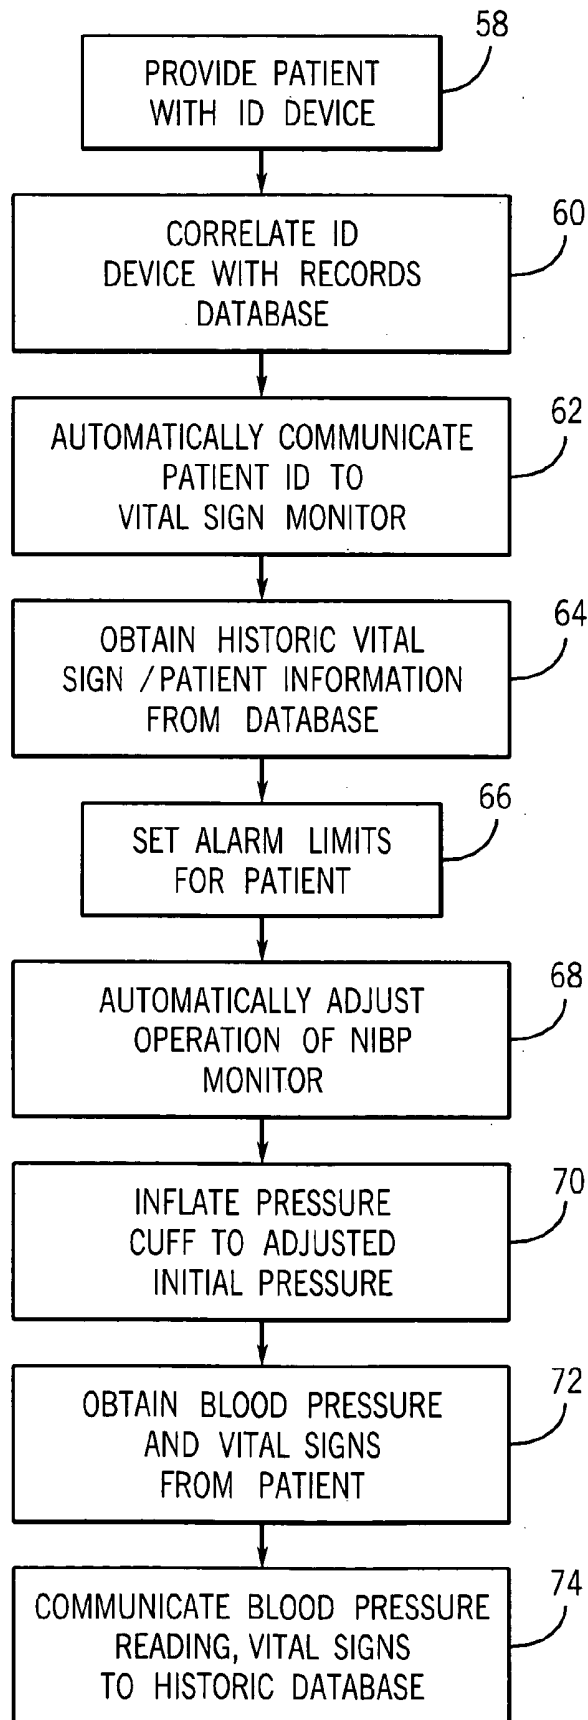 58
PROVIDE PATIENT
WITH ID DEVICE
60
CORRELATE ID
DEVICE WITH RECORDS
DATABASE
62
AUTOMATICALLY COMMUNICATE
PATIENT ID TO
VITAL SIGN MONITOR
64
OBTAIN HISTORIC VITAL
SIGN / PATIENT INFORMATION
FROM DATABASE
66
SET ALARM LIMITS
FOR PATIENT
68
AUTOMATICALLY ADJUST
OPERATION OF NIBP
MONITOR
70
INFLATE PRESSURE
CUFF TO ADJUSTED
INITIAL PRESSURE
72
OBTAIN BLOOD PRESSURE
AND VITAL SIGNS
FROM PATIENT
74
COMMUNICATE BLOOD PRESSURE
READING, VITAL SIGNS
TO HISTORIC DATABASE